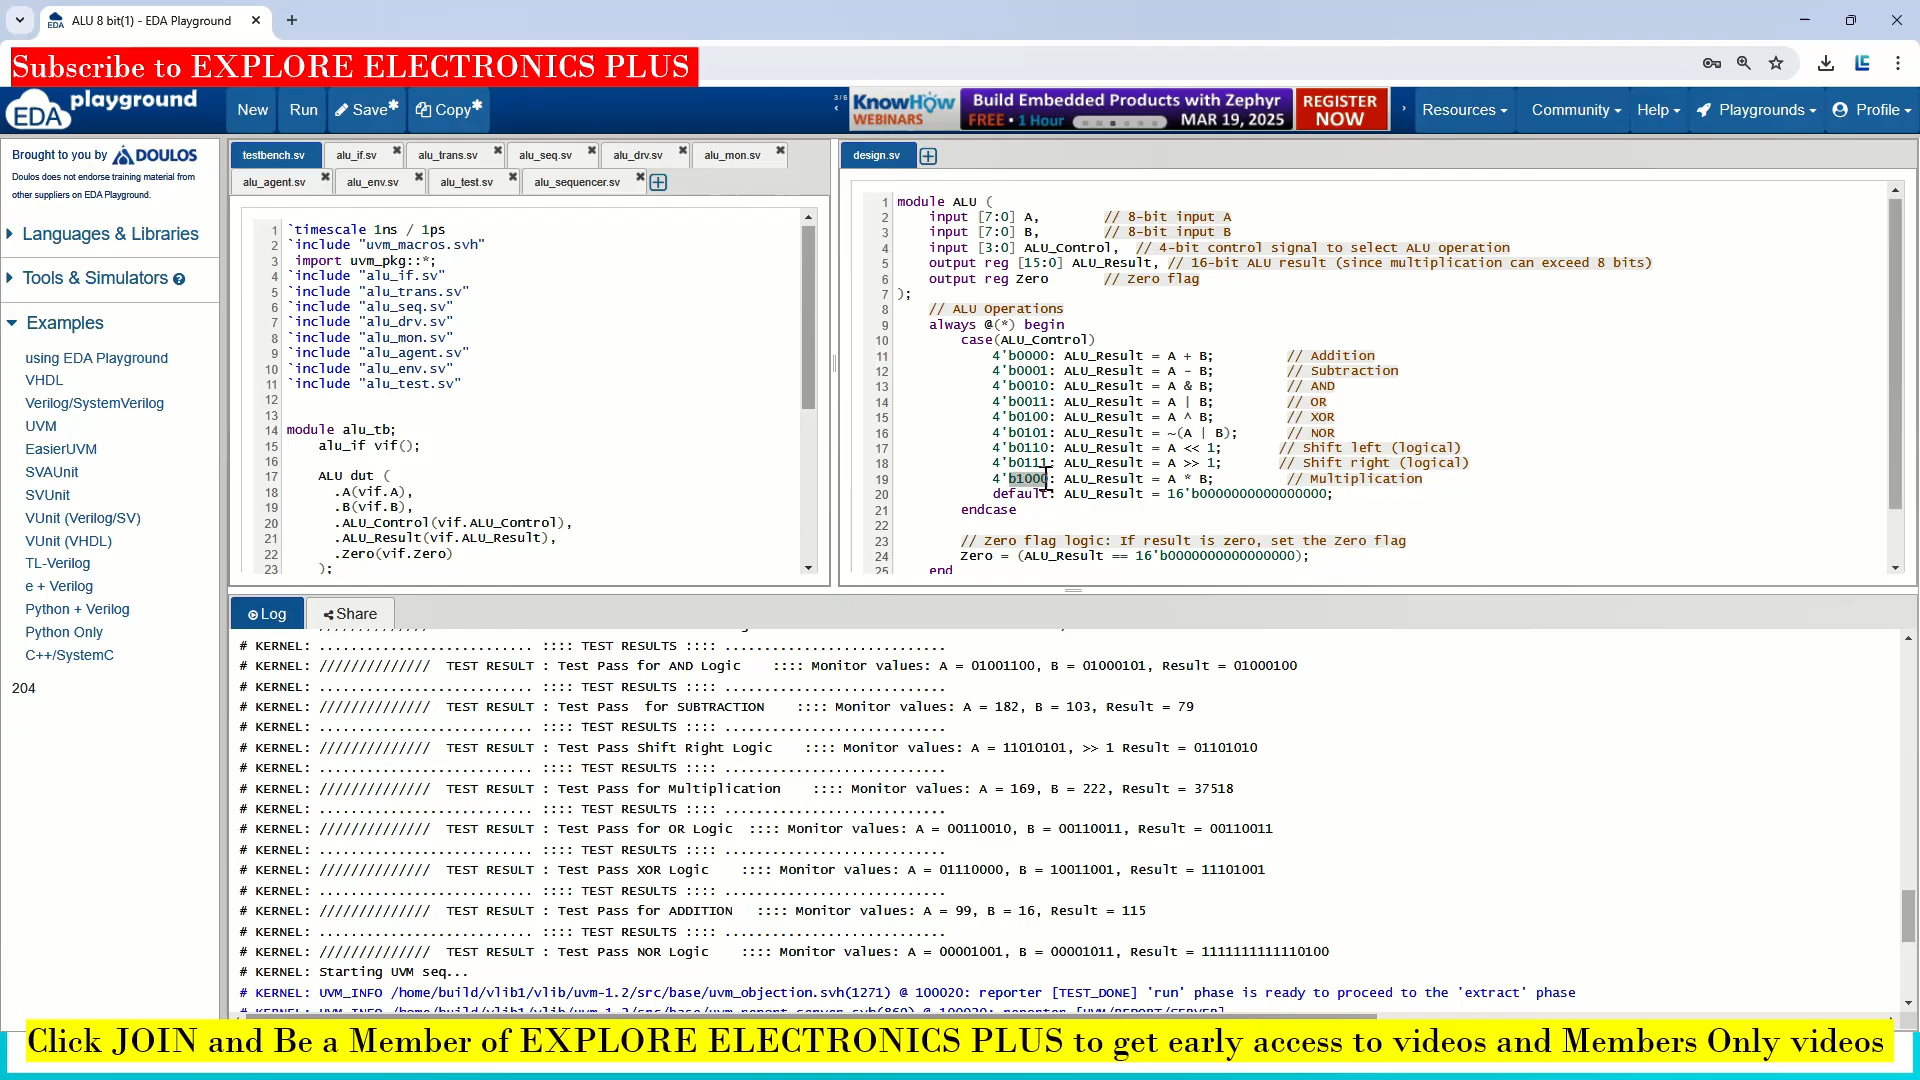 ALU 8 bit(1) - EDA Playground
Subscribe to EXPLORE ELECTRONICS PLUS
EDA playground
New
Run
Save*
Copy*
3/6
KnowHow WEBINARS
Build Embedded Products with Zephyr
FREE • 1 Hour
MAR 19, 2025
REGISTER NOW
Resources
Community
Help
Playgrounds
Profile
Brought to you by DOULOS
Doulos does not endorse training material from
other suppliers on EDA Playground.
Languages & Libraries
Tools & Simulators
Examples
using EDA Playground
VHDL
Verilog/SystemVerilog
UVM
EasierUVM
SVAUnit
SVUnit
VUnit (Verilog/SV)
VUnit (VHDL)
TL-Verilog
e + Verilog
Python + Verilog
Python Only
C++/SystemC
204
testbench.sv
alu_if.sv
alu_trans.sv
alu_seq.sv
alu_drv.sv
alu_mon.sv
alu_agent.sv
alu_env.sv
alu_test.sv
alu_sequencer.sv
1 `timescale 1ns / 1ps
2 `include "uvm_macros.svh"
3 import uvm_pkg::*;
4 `include "alu_if.sv"
5 `include "alu_trans.sv"
6 `include "alu_seq.sv"
7 `include "alu_drv.sv"
8 `include "alu_mon.sv"
9 `include "alu_agent.sv"
10 `include "alu_env.sv"
11 `include "alu_test.sv"
12
13
14 module alu_tb;
15 alu_if vif();
16
17 ALU dut (
18 .A(vif.A),
19 .B(vif.B),
20 .ALU_Control(vif.ALU_Control),
21 .ALU_Result(vif.ALU_Result),
22 .Zero(vif.Zero)
23 );
design.sv
1 module ALU (
2 input [7:0] A, // 8-bit input A
3 input [7:0] B, // 8-bit input B
4 input [3:0] ALU_Control, // 4-bit control signal to select ALU operation
5 output reg [15:0] ALU_Result, // 16-bit ALU result (since multiplication can exceed 8 bits)
6 output reg Zero // Zero flag
7 );
8 // ALU Operations
9 always @(*) begin
10 case(ALU_Control)
11 4'b0000: ALU_Result = A + B; // Addition
12 4'b0001: ALU_Result = A - B; // Subtraction
13 4'b0010: ALU_Result = A & B; // AND
14 4'b0011: ALU_Result = A | B; // OR
15 4'b0100: ALU_Result = A ^ B; // XOR
16 4'b0101: ALU_Result = ~(A | B); // NOR
17 4'b0110: ALU_Result = A << 1; // Shift left (logical)
18 4'b0111: ALU_Result = A >> 1; // Shift right (logical)
19 4'b1000: ALU_Result = A * B; // Multiplication
20 default: ALU_Result = 16'b0000000000000000;
21 endcase
22
23 // Zero flag logic: If result is zero, set the Zero flag
24 Zero = (ALU_Result == 16'b0000000000000000);
25 end
Log
Share
# KERNEL: ........................... :::: TEST RESULTS :::: ............................
# KERNEL: ////////////// TEST RESULT : Test Pass for AND Logic :::: Monitor values: A = 01001100, B = 01000101, Result = 01000100
# KERNEL: ........................... :::: TEST RESULTS :::: ............................
# KERNEL: ////////////// TEST RESULT : Test Pass for SUBTRACTION :::: Monitor values: A = 182, B = 103, Result = 79
# KERNEL: ........................... :::: TEST RESULTS :::: ............................
# KERNEL: ////////////// TEST RESULT : Test Pass Shift Right Logic :::: Monitor values: A = 11010101, >> 1 Result = 01101010
# KERNEL: ........................... :::: TEST RESULTS :::: ............................
# KERNEL: ////////////// TEST RESULT : Test Pass for Multiplication :::: Monitor values: A = 169, B = 222, Result = 37518
# KERNEL: ........................... :::: TEST RESULTS :::: ............................
# KERNEL: ////////////// TEST RESULT : Test Pass for OR Logic :::: Monitor values: A = 00110010, B = 00110011, Result = 00110011
# KERNEL: ........................... :::: TEST RESULTS :::: ............................
# KERNEL: ////////////// TEST RESULT : Test Pass XOR Logic :::: Monitor values: A = 01110000, B = 10011001, Result = 11101001
# KERNEL: ........................... :::: TEST RESULTS :::: ............................
# KERNEL: ////////////// TEST RESULT : Test Pass for ADDITION :::: Monitor values: A = 99, B = 16, Result = 115
# KERNEL: ........................... :::: TEST RESULTS :::: ............................
# KERNEL: ////////////// TEST RESULT : Test Pass NOR Logic :::: Monitor values: A = 00001001, B = 00001011, Result = 1111111111110100
# KERNEL: Starting UVM seq...
# KERNEL: UVM_INFO /home/build/vlib1/vlib/uvm-1.2/src/base/uvm_objection.svh(1271) @ 100020: reporter [TEST_DONE] 'run' phase is ready to proceed to the 'extract' phase
Click JOIN and Be a Member of EXPLORE ELECTRONICS PLUS to get early access to videos and Members Only videos